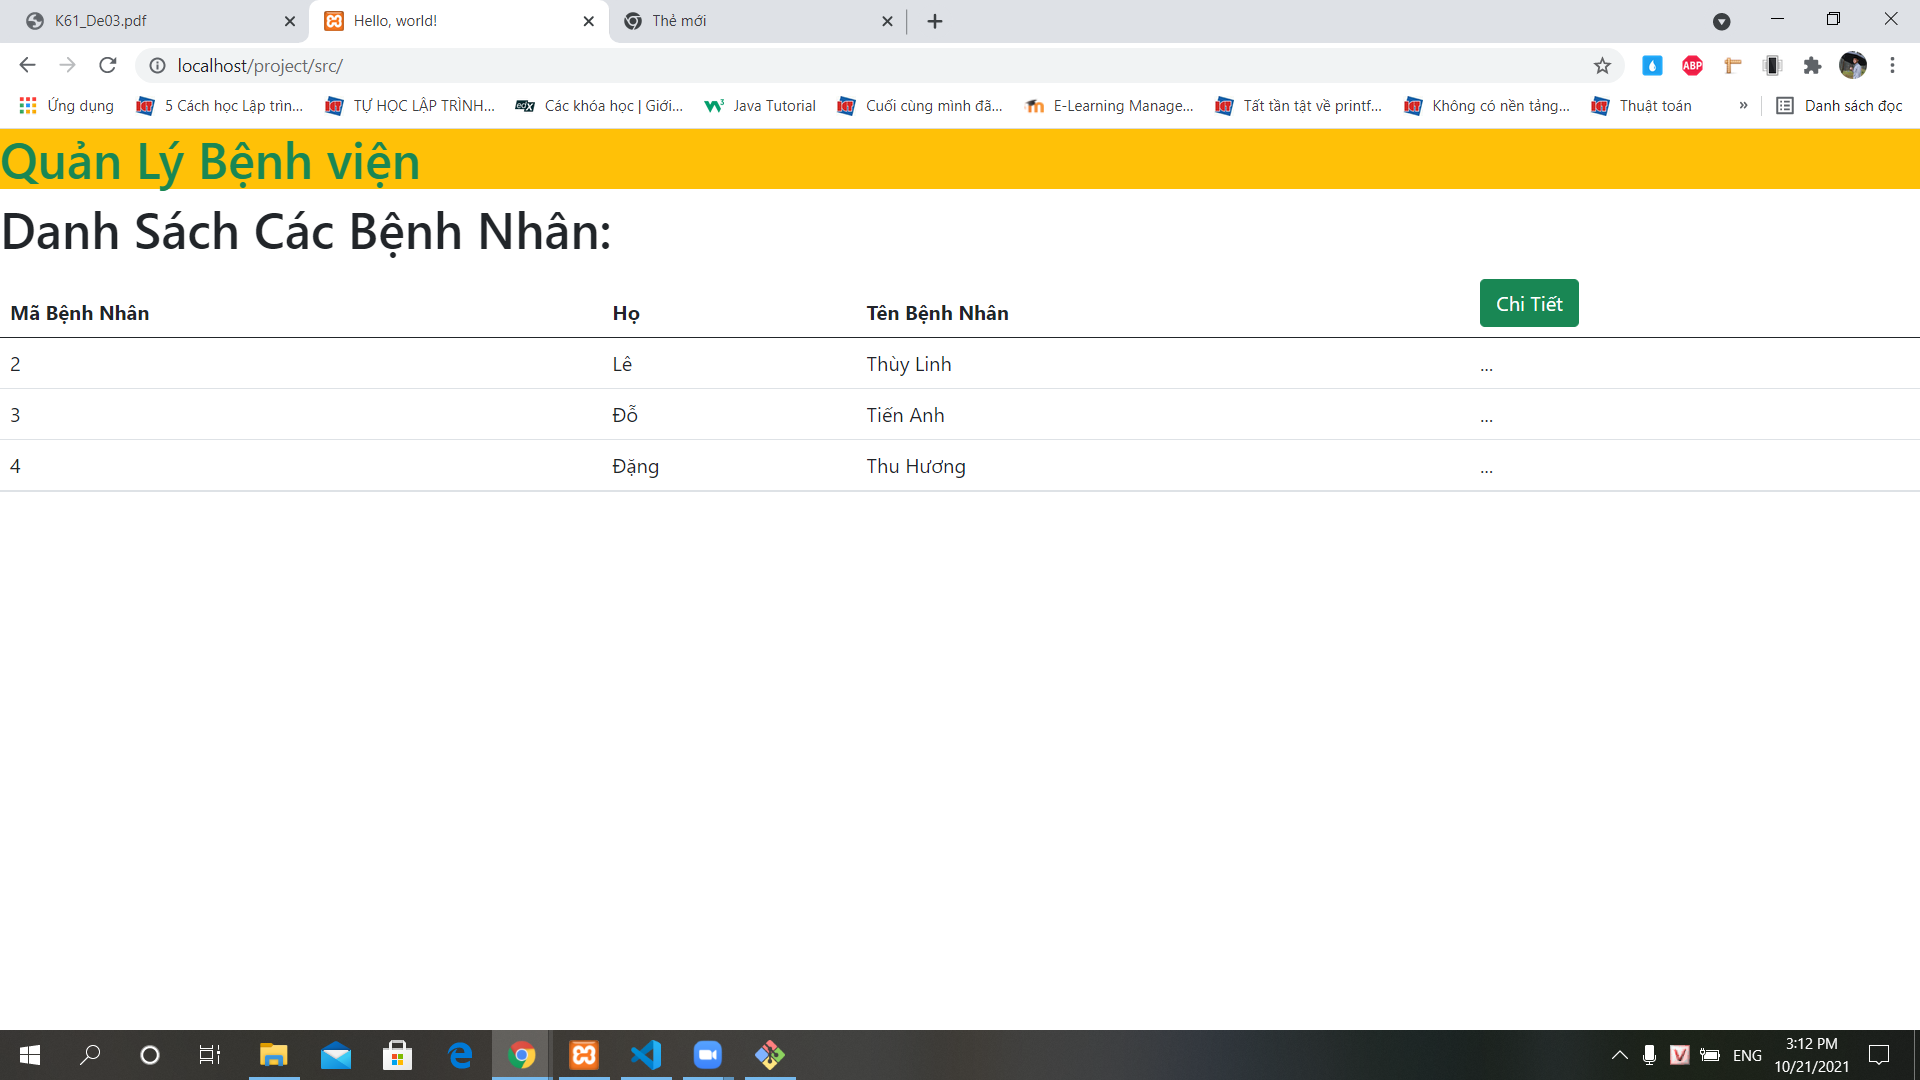 K61_De03.pdf
Hello, world!
Thẻ mới
localhost/project/src/
ABP
Ứng dụng
5 Cách học Lập trìn...
TỰ HỌC LẬP TRÌNH...
edX Các khóa học | Giới...
W3 Java Tutorial
Cuối cùng mình đã...
E-Learning Manage...
Tất tần tật về printf...
Không có nền tảng...
Thuật toán
»
Danh sách đọc
Quản Lý Bệnh viện
Danh Sách Các Bệnh Nhân:
Mã Bệnh Nhân Họ Tên Bệnh Nhân Chi Tiết
2 Lê Thùy Linh ...
3 Đỗ Tiến Anh ...
4 Đặng Thu Hương ...
V ENG 3:12 PM
10/21/2021